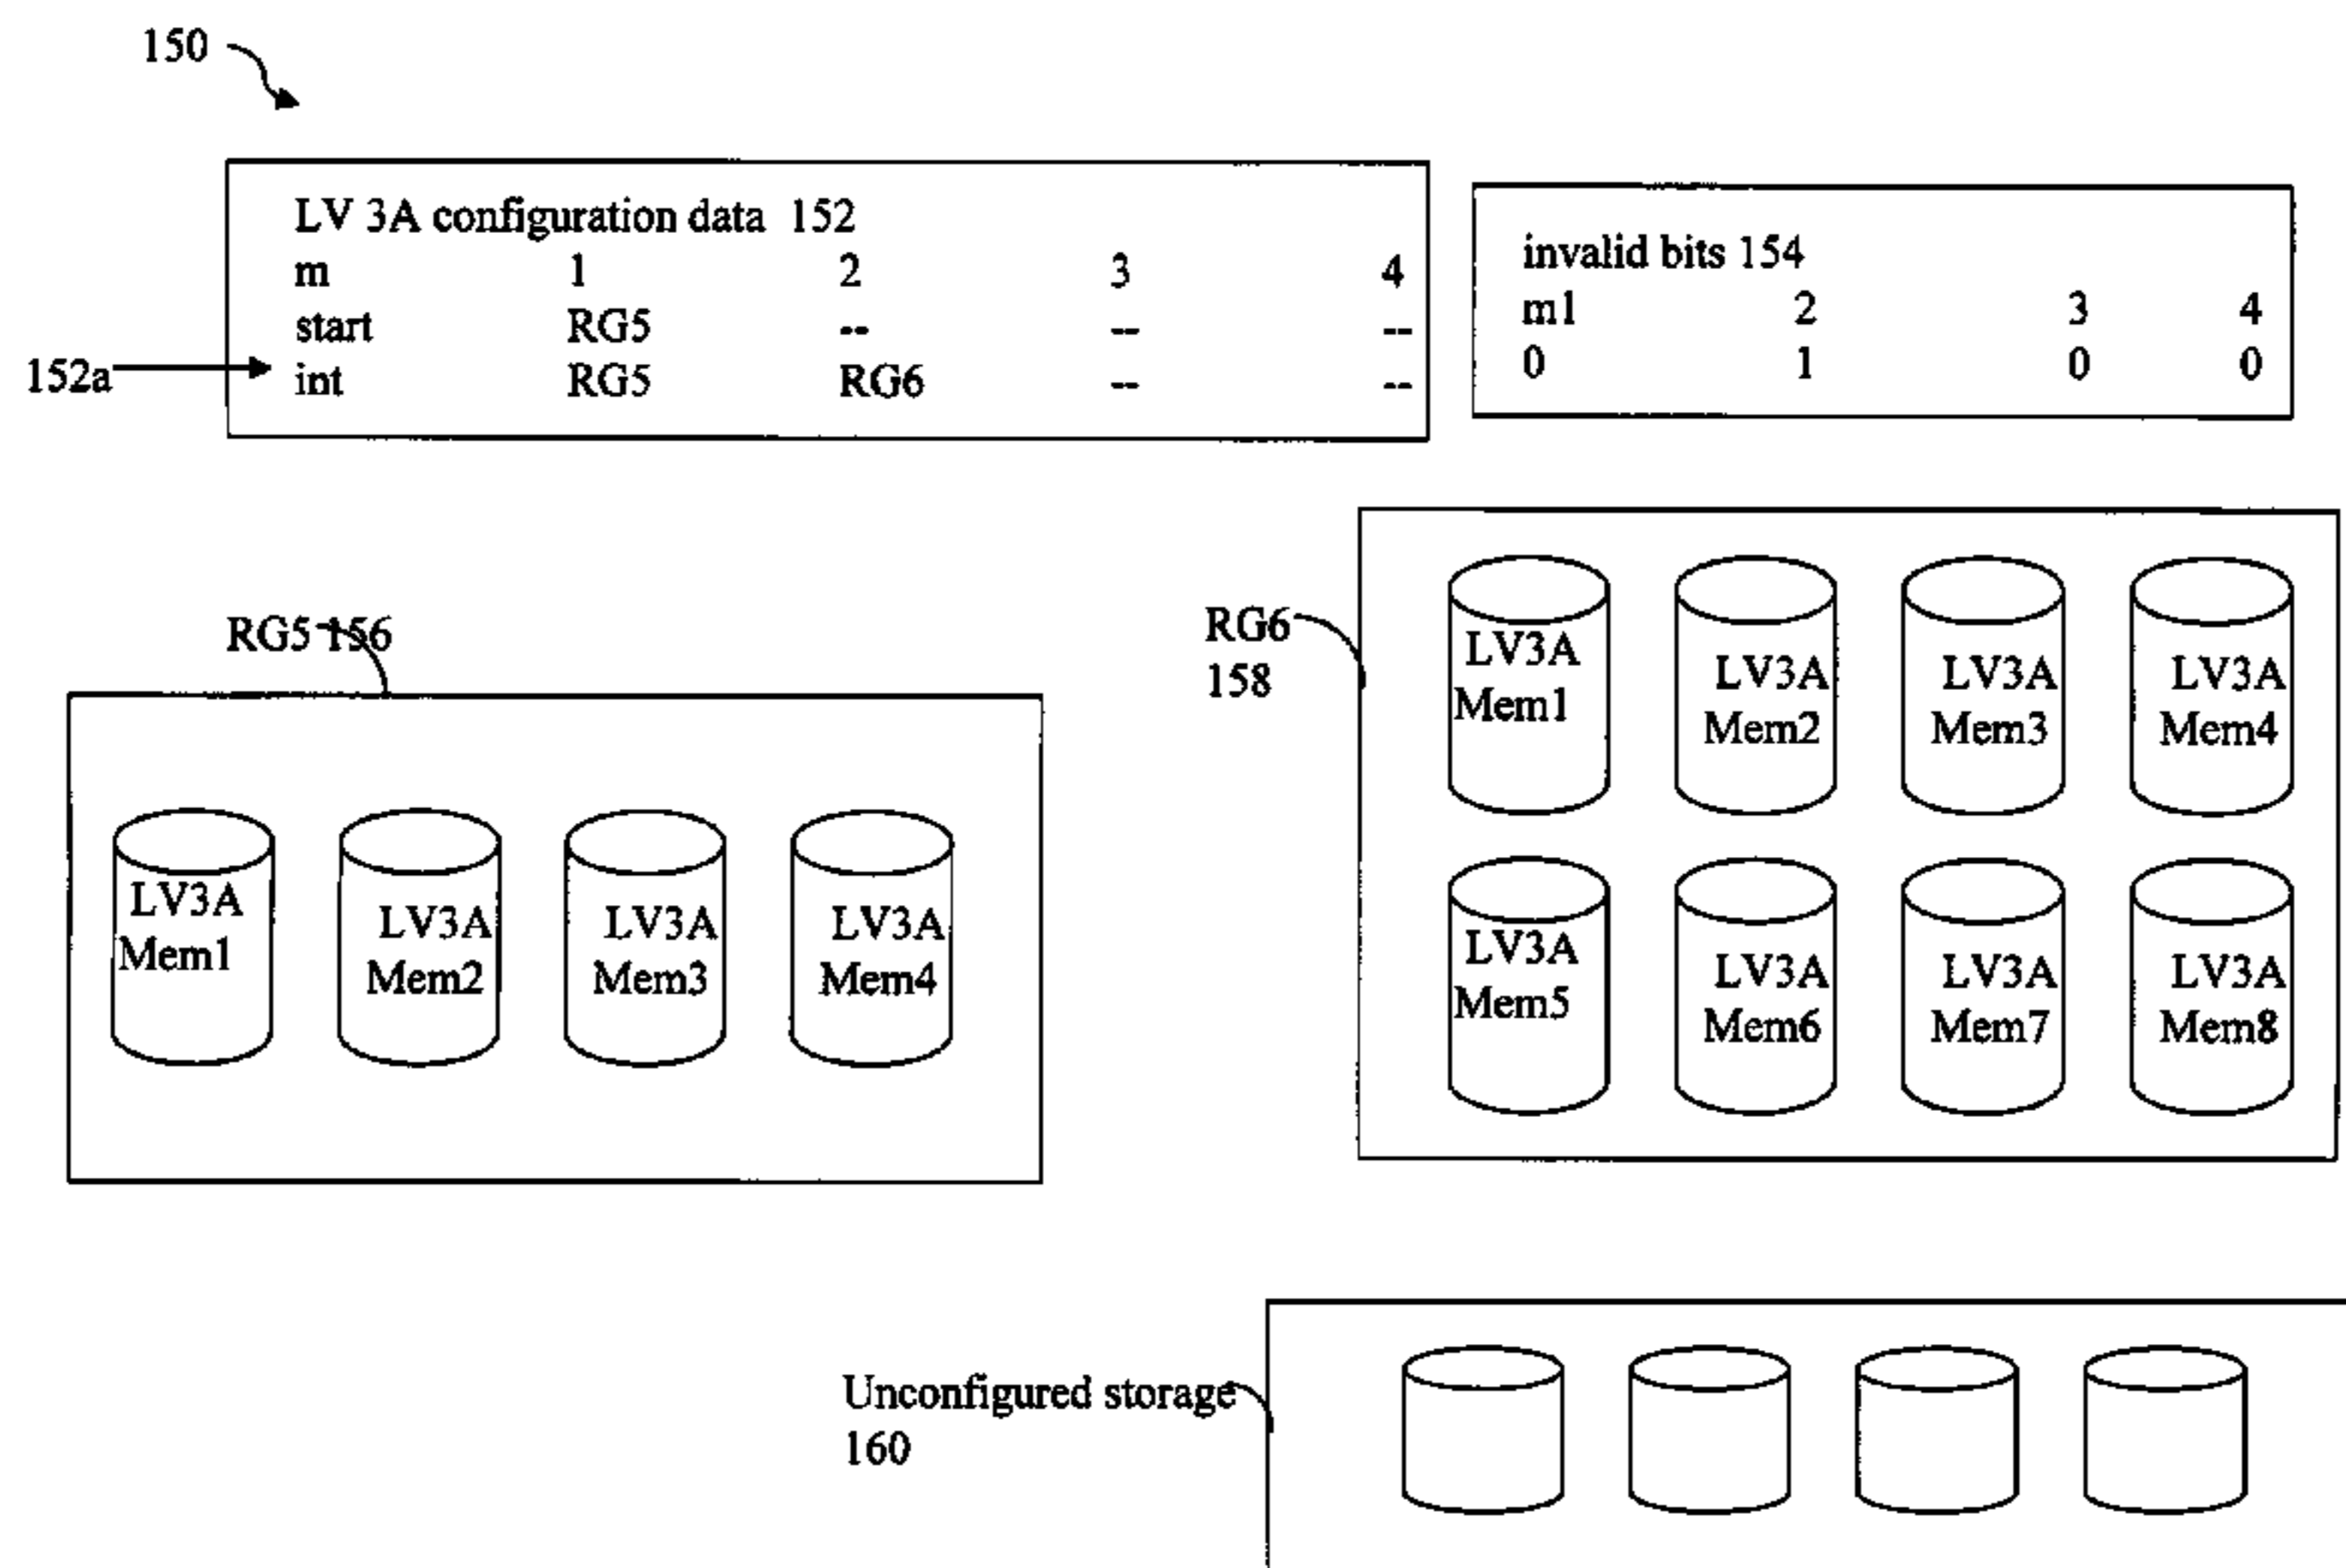 150
LV 3A configuration data 152
m 1 2 3 4
start RG5 -- -- --
152a int RG5 RG6 -- --
invalid bits 154
m1 2 3 4
0 1 0 0
RG5 156
LV3A Mem1
LV3A Mem2
LV3A Mem3
LV3A Mem4
RG6
158
LV3A
Mem1
LV3A
Mem2
LV3A
Mem3
LV3A
Mem4
LV3A
Mem5
LV3A
Mem6
LV3A
Mem7
LV3A
Mem8
Unconfigured storage
160